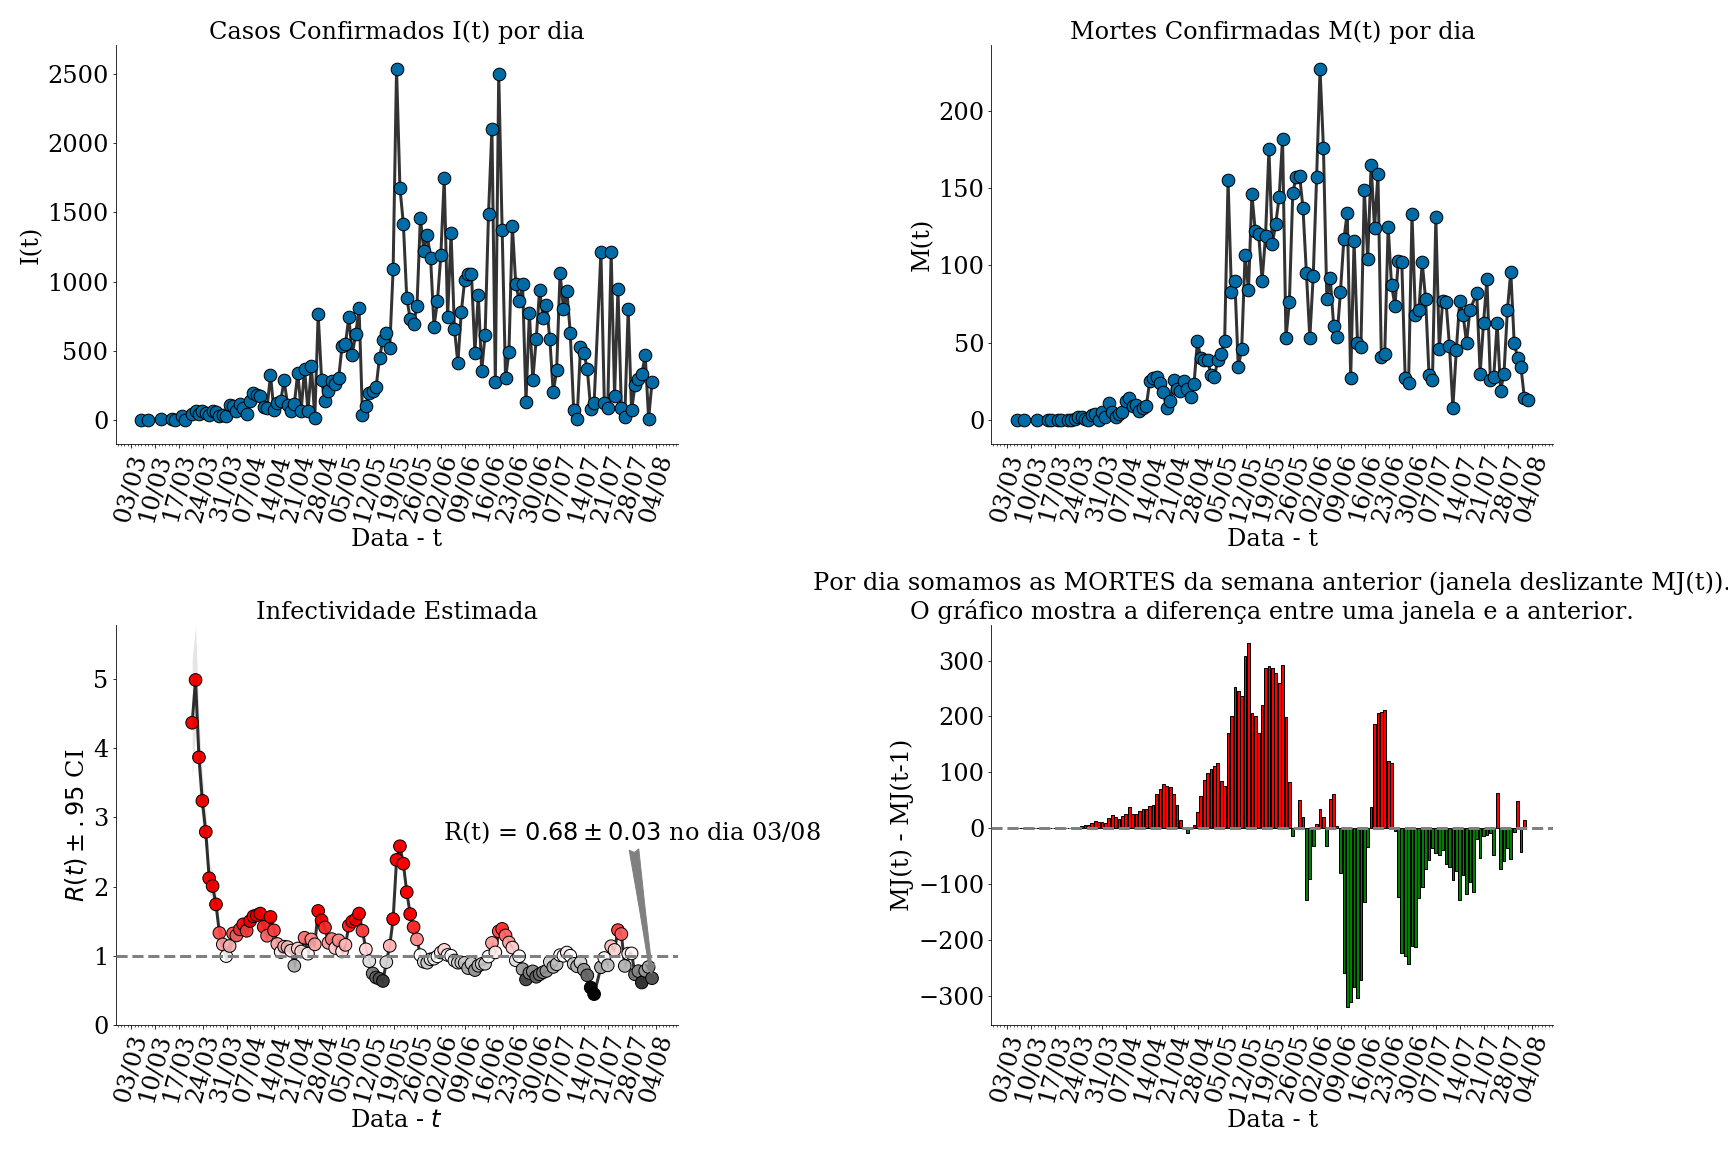 Casos Confirmados I(t) por dia
2500
2000
1500
1000
500
0
I(t)
03/03 10/03 17/03 24/03 31/03 07/04 14/04 21/04 28/04 05/05 12/05 19/05 26/05 02/06 09/06 16/06 23/06 30/06 07/07 14/07 21/07 28/07 04/08
Data - t
Mortes Confirmadas M(t) por dia
200
150
100
50
0
M(t)
03/03 10/03 17/03 24/03 31/03 07/04 14/04 21/04 28/04 05/05 12/05 19/05 26/05 02/06 09/06 16/06 23/06 30/06 07/07 14/07 21/07 28/07 04/08
Data - t
Infectividade Estimada
5
4
3
2
1
0
R(t) ± .95 CI
R(t) = 0.68 ± 0.03 no dia 03/08
03/03 10/03 17/03 24/03 31/03 07/04 14/04 21/04 28/04 05/05 12/05 19/05 26/05 02/06 09/06 16/06 23/06 30/06 07/07 14/07 21/07 28/07 04/08
Data - t
Por dia somamos as MORTES da semana anterior (janela deslizante MJ(t)).
O gráfico mostra a diferença entre uma janela e a anterior.
300
200
100
0
−100
−200
−300
MJ(t) - MJ(t-1)
03/03 10/03 17/03 24/03 31/03 07/04 14/04 21/04 28/04 05/05 12/05 19/05 26/05 02/06 09/06 16/06 23/06 30/06 07/07 14/07 21/07 28/07 04/08
Data - t